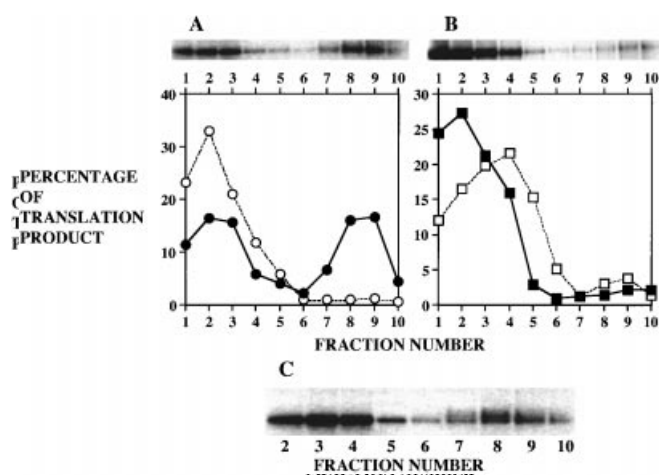 A B
1 2 3 4 5 6 7 8 9 10 1 2 3 4 5 6 7 8 9 10
40 30
30 25
20
20 15
10 10
5
0 0
PERCENTAGE
OF
TRANSLATION
PRODUCT
1 2 3 4 5 6 7 8 9 10 1 2 3 4 5 6 7 8 9 10
FRACTION NUMBER
C
2 3 4 5 6 7 8 9 10
FRACTION NUMBER